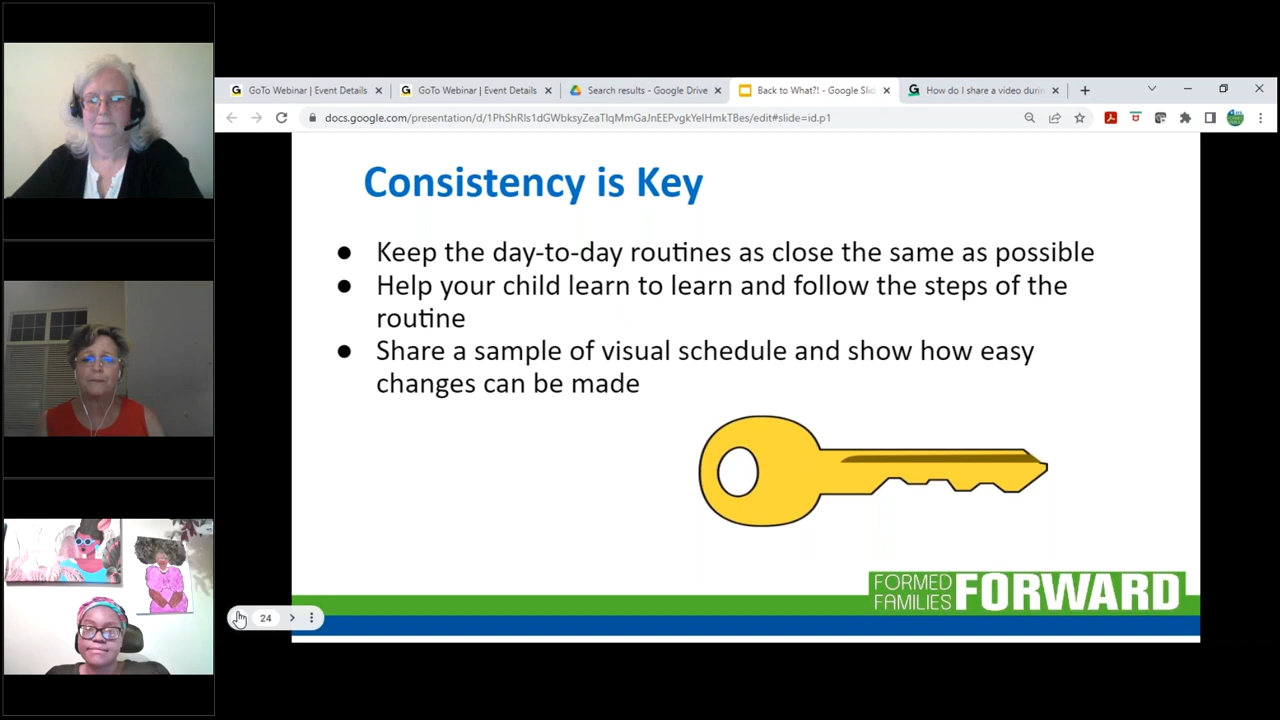 GoTo Webinar | Event Details
GoTo Webinar | Event Details
Search results - Google Drive
Back to What?! - Google Slid
How do I share a video durin
docs.google.com/presentation/d/1PhShRIs1dGWbksyZeaTlqMmGaJnEEPvgkYeIHmkTBes/edit#slide=id.p1
Consistency is Key
● Keep the day-to-day routines as close the same as possible
● Help your child learn to learn and follow the steps of the
routine
● Share a sample of visual schedule and show how easy
changes can be made
FORMED
FAMILIES
FORWARD
24